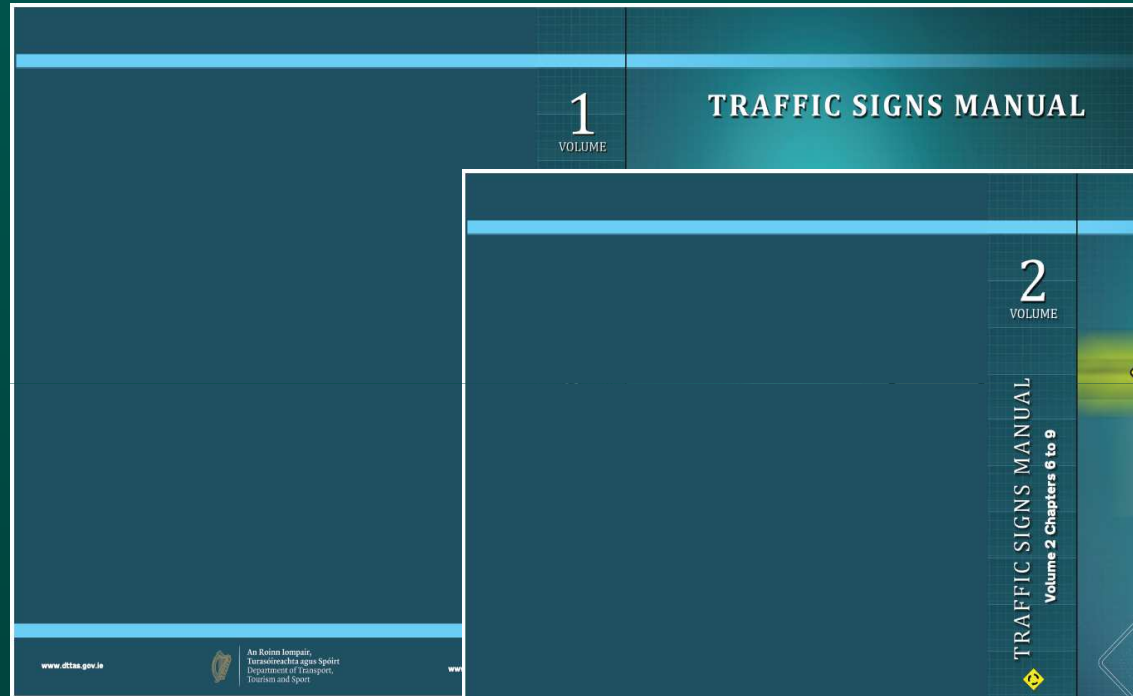 1
VOLUME
TRAFFIC SIGNS MANUAL
2
VOLUME
TRAFFIC SIGNS MANUAL
Volume 2 Chapters 6 to 9
www.dttas.gov.ie
An Roinn Iompair,
Turasóireachta agus Spóirt
Department of Transport,
Tourism and Sport